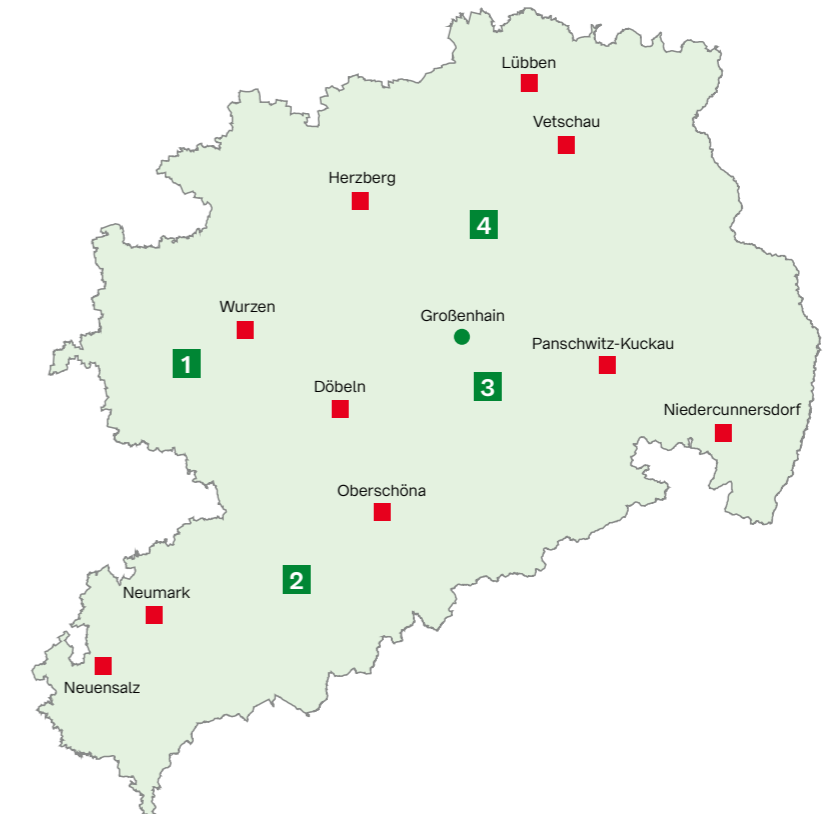 Lübben
Vetschau
Herzberg
4
Wurzen
Großenhain
Panschwitz-Kuckau
1
Döbeln
3
Niedercunnersdorf
Oberschöna
2
Neumark
Neuensalz